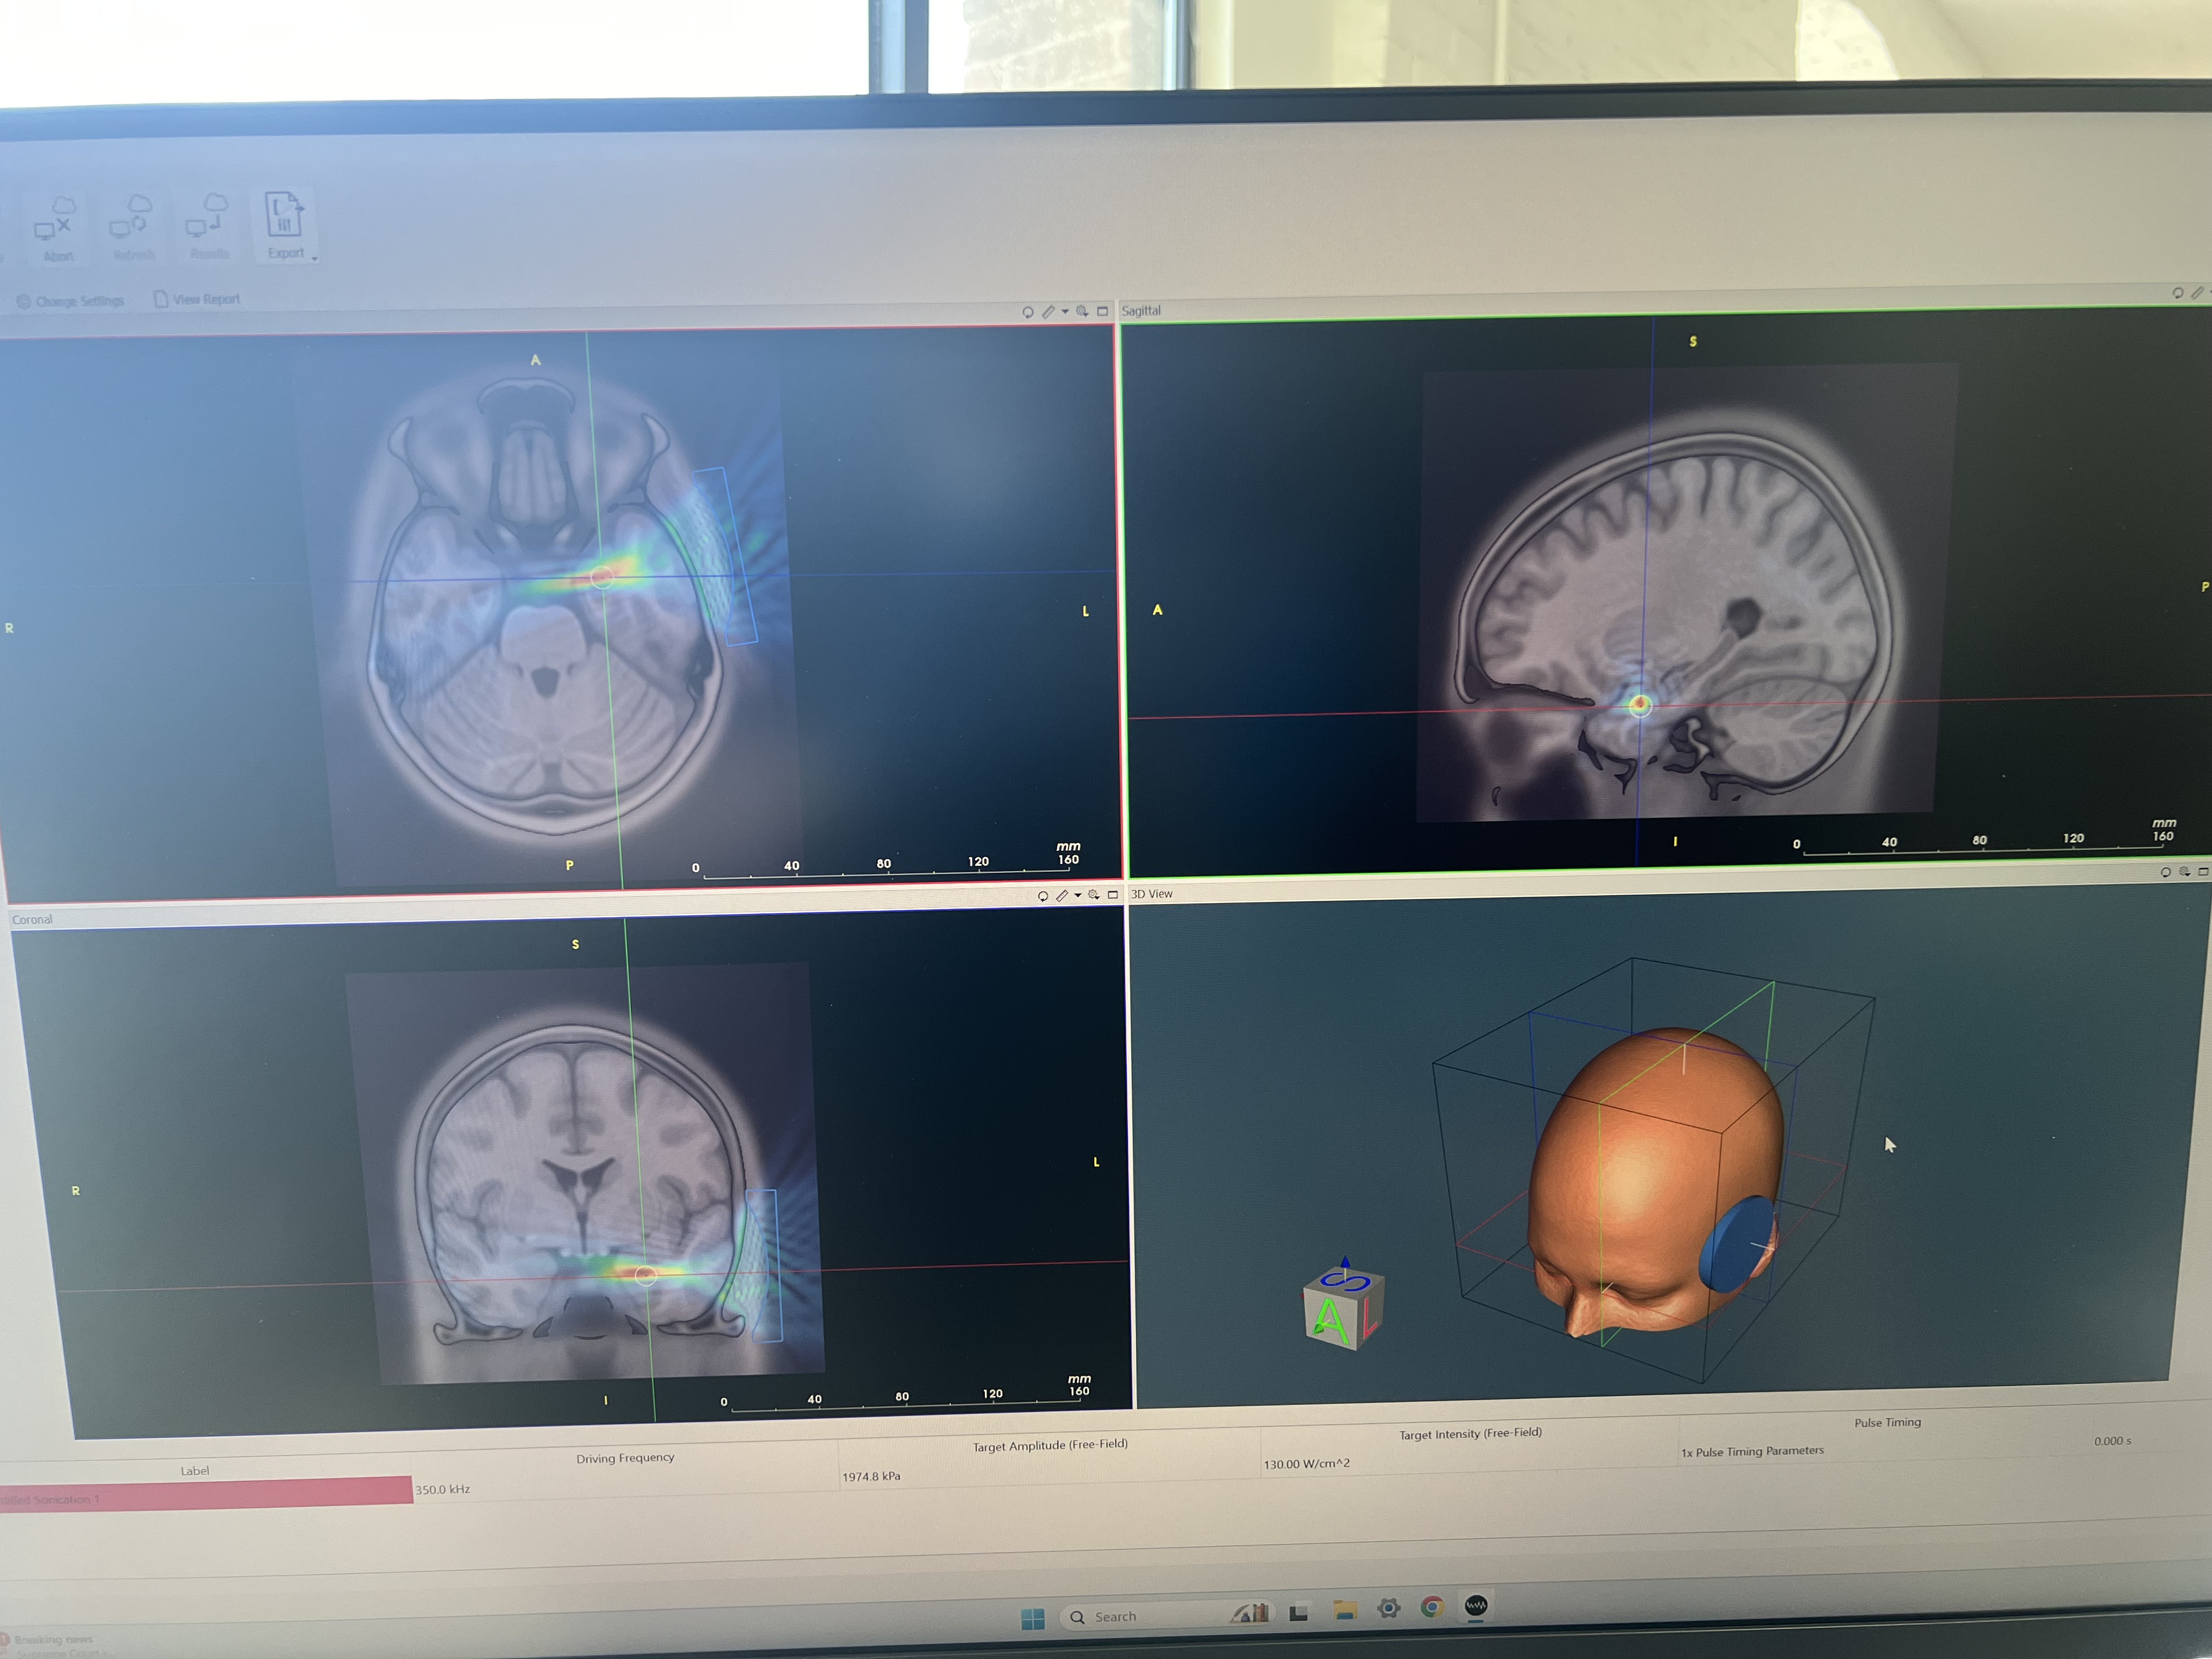 Abort Refresh Results Export
Change Settings View Report
Sagittal
A
S
R
L
A
P
P
I
mm
0 40 80 120 160
mm
0 40 80 120 160
Coronal
3D View
S
R
L
I
mm
0 40 80 120 160
S
A
L
Label Driving Frequency Target Amplitude (Free-Field) Target Intensity (Free-Field) Pulse Timing
Sonication 1 350.0 kHz 1974.8 kPa 130.00 W/cm^2 1x Pulse Timing Parameters 0.000 s
Search
Breaking news